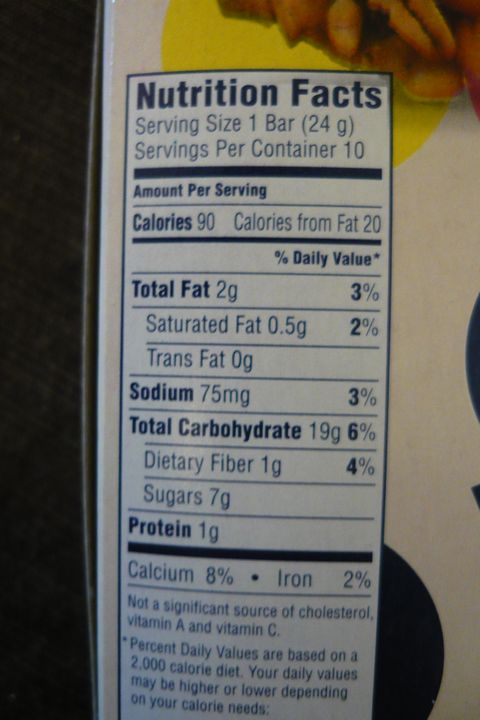 Nutrition Facts
Serving Size 1 Bar (24 g)
Servings Per Container 10
Amount Per Serving
Calories 90 Calories from Fat 20
% Daily Value*
Total Fat 2g 3%
Saturated Fat 0.5g 2%
Trans Fat 0g
Sodium 75mg 3%
Total Carbohydrate 19g 6%
Dietary Fiber 1g 4%
Sugars 7g
Protein 1g
Calcium 8% • Iron 2%
Not a significant source of cholesterol,
vitamin A and vitamin C.
*Percent Daily Values are based on a
2,000 calorie diet. Your daily values
may be higher or lower depending
on your calorie needs: